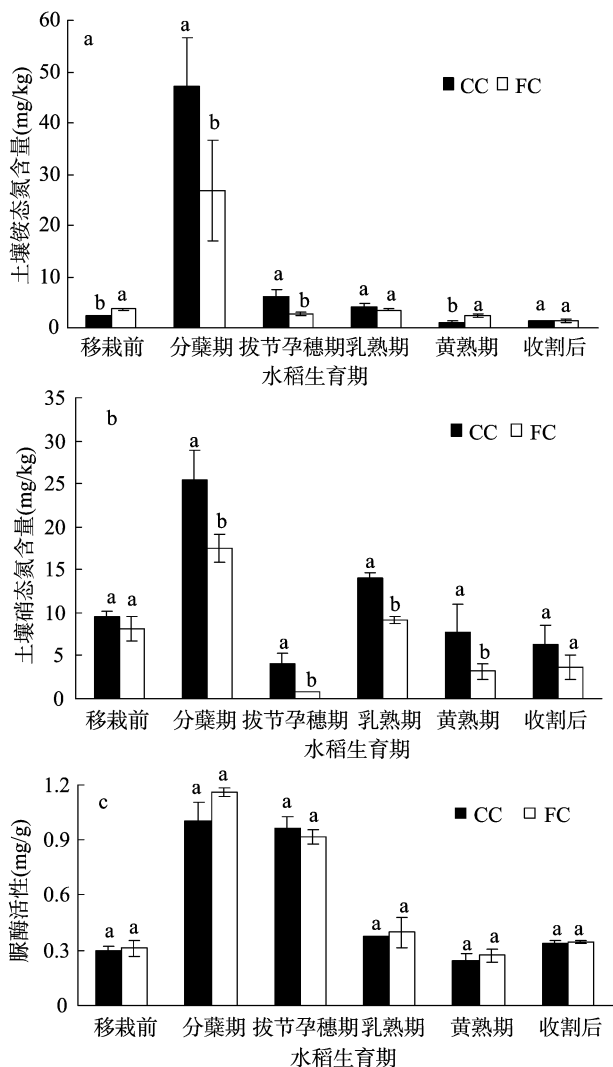 60
a
a
50
CC FC
40
b
30
20
a
10
b a
b
a a
b a
a a
0
土壤铵态氮含量(mg/kg)
移栽前 分蘖期 拔节孕穗期 乳熟期 黄熟期 收割后
水稻生育期
35
b
30
a
CC FC
25
b
20
15
a
a a
b
a
10
a
b
a
a
5
b
0
土壤硝态氮含量(mg/kg)
移栽前 分蘖期 拔节孕穗期 乳熟期 黄熟期 收割后
水稻生育期
1.2
c
a a
a a
CC FC
0.9
0.6
a a
a a
a a
a a
0.3
0
脲酶活性(mg/g)
移栽前 分蘖期 拔节孕穗期 乳熟期 黄熟期 收割后
水稻生育期